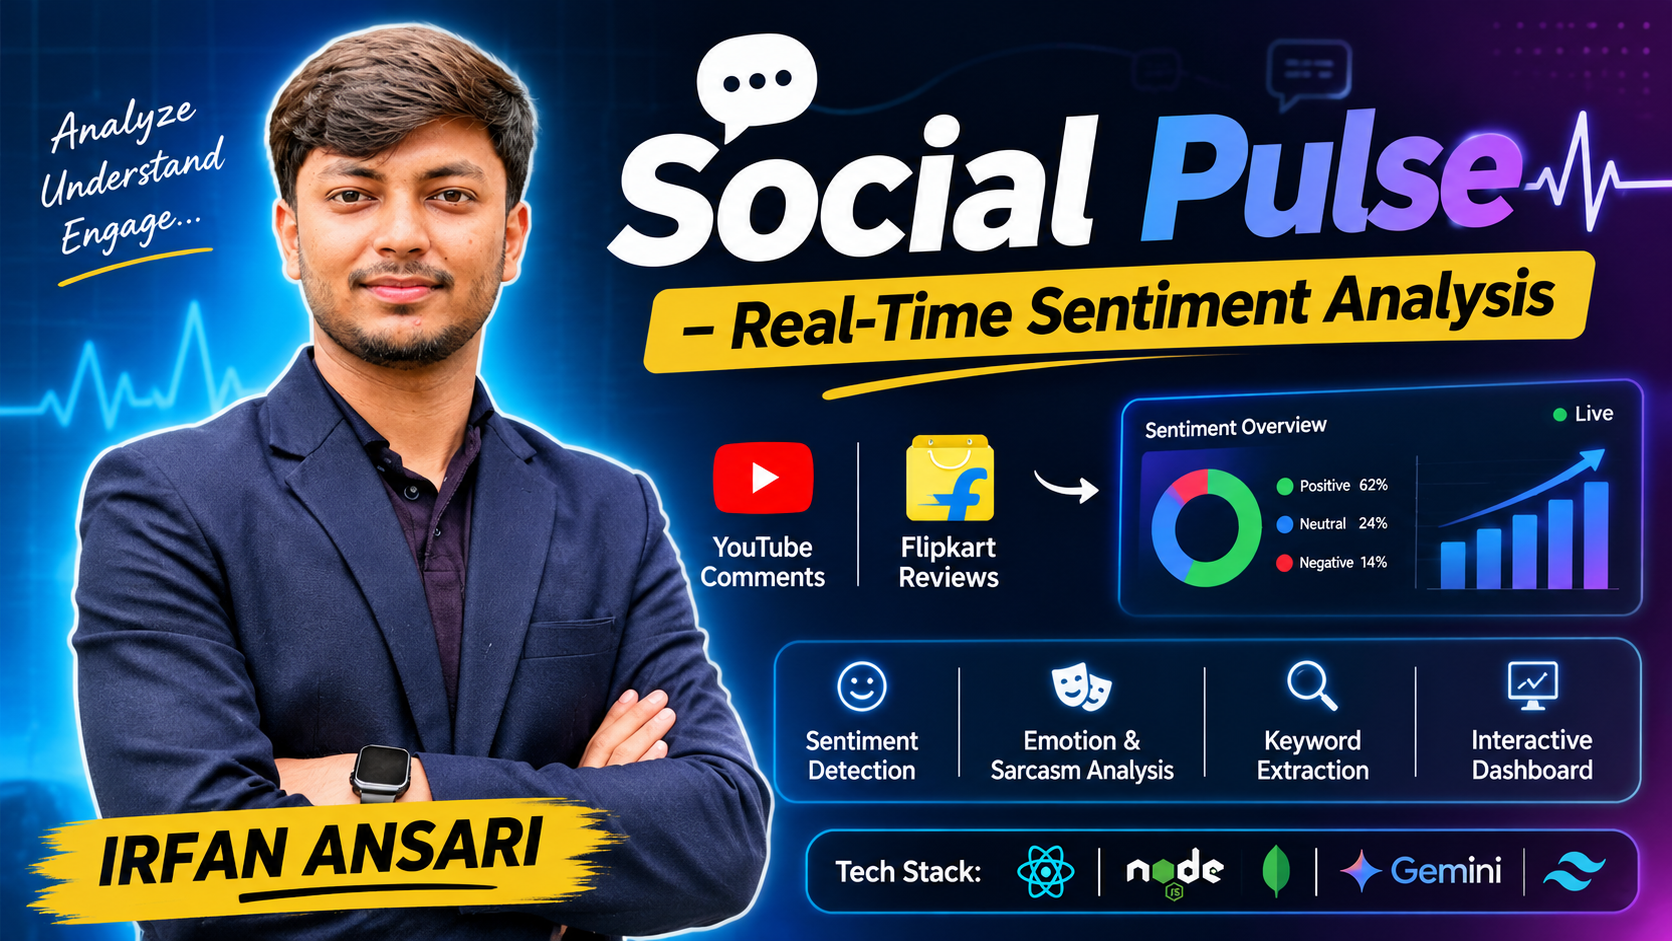 Analyze
Understand
Engage...
Social Pulse
– Real-Time Sentiment Analysis
YouTube
Comments
Flipkart
Reviews
Sentiment Overview
Live
Positive 62%
Neutral 24%
Negative 14%
Sentiment
Detection
Emotion &
Sarcasm Analysis
Keyword
Extraction
Interactive
Dashboard
IRFAN ANSARI
Tech Stack:
node
JS
Gemini